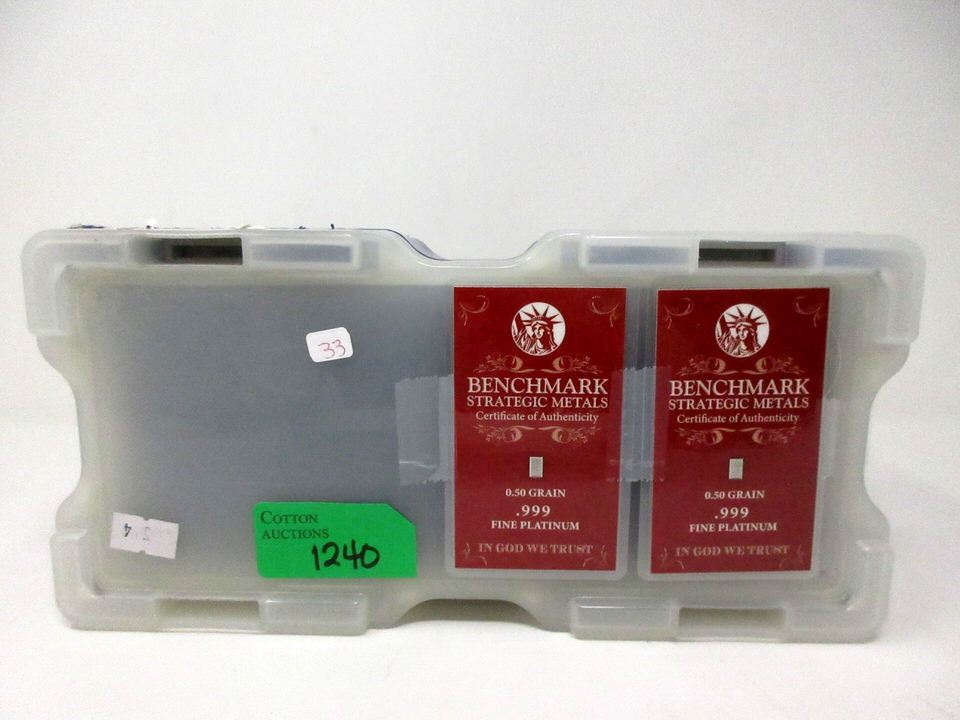 33
COTTON
AUCTIONS
1240
BENCHMARK
STRATEGIC METALS
Certificate of Authenticity
0.50 GRAIN
.999
FINE PLATINUM
IN GOD WE TRUST
BENCHMARK
STRATEGIC METALS
Certificate of Authenticity
0.50 GRAIN
.999
FINE PLATINUM
IN GOD WE TRUST